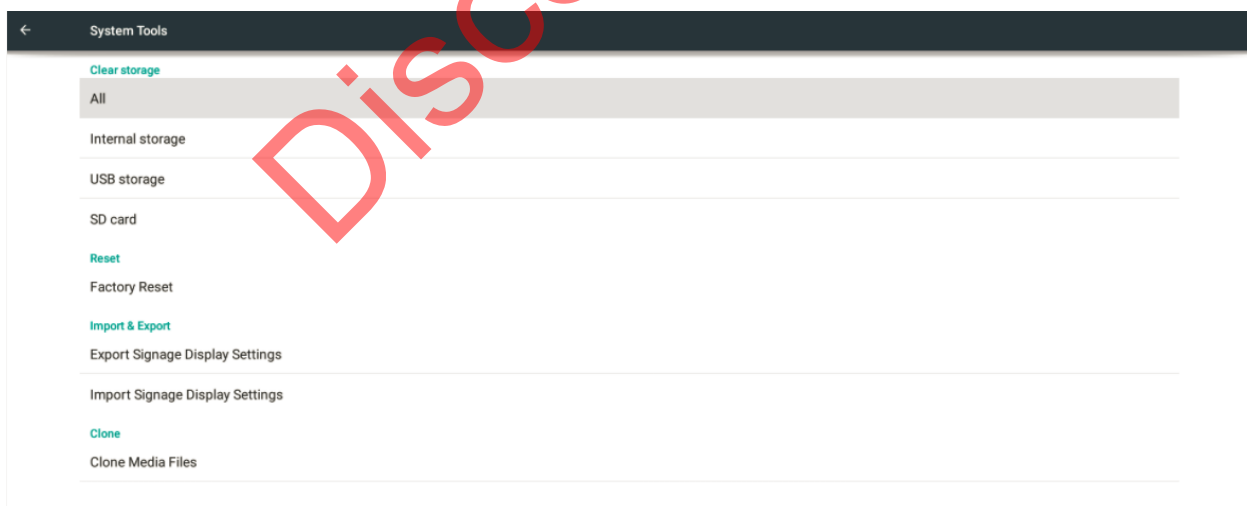 System Tools
Clear storage
All
Internal storage
USB storage
SD card
Reset
Factory Reset
Import & Export
Export Signage Display Settings
Import Signage Display Settings
Clone
Clone Media Files